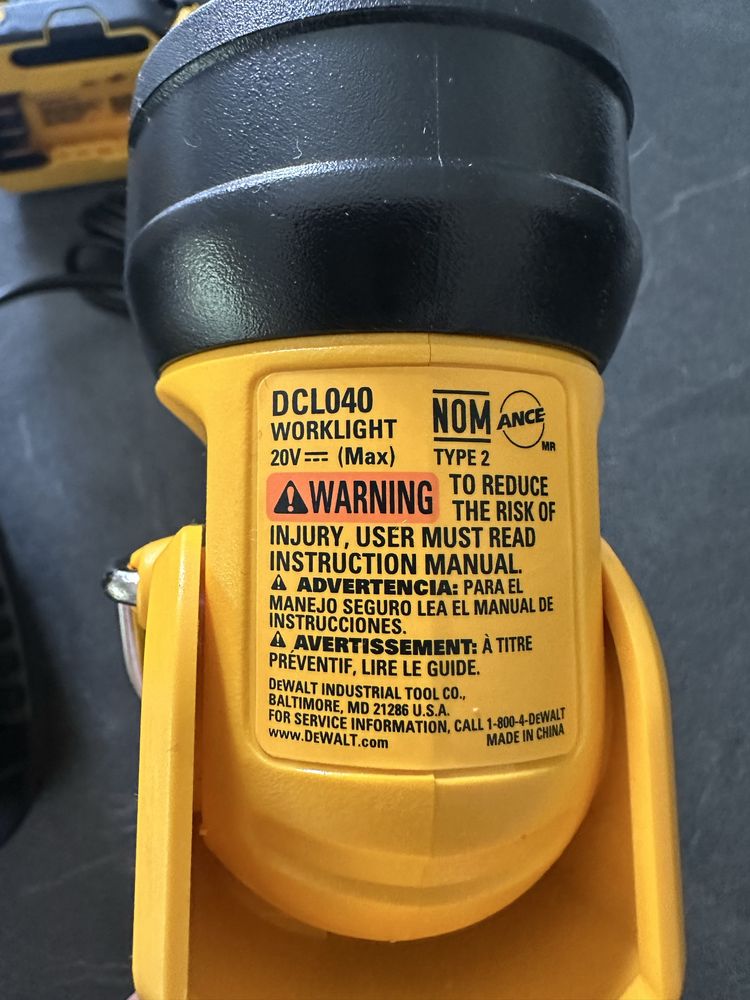 DCL040
WORKLIGHT
20V⎓ (Max)
NOM ANCE MR
TYPE 2
⚠WARNING TO REDUCE
THE RISK OF
INJURY, USER MUST READ
INSTRUCTION MANUAL.
⚠ ADVERTENCIA: PARA EL
MANEJO SEGURO LEA EL MANUAL DE
INSTRUCCIONES.
⚠ AVERTISSEMENT: À TITRE
PRÉVENTIF, LIRE LE GUIDE.
DEWALT INDUSTRIAL TOOL CO.,
BALTIMORE, MD 21286 U.S.A.
FOR SERVICE INFORMATION, CALL 1-800-4-DEWALT
www.DEWALT.com MADE IN CHINA